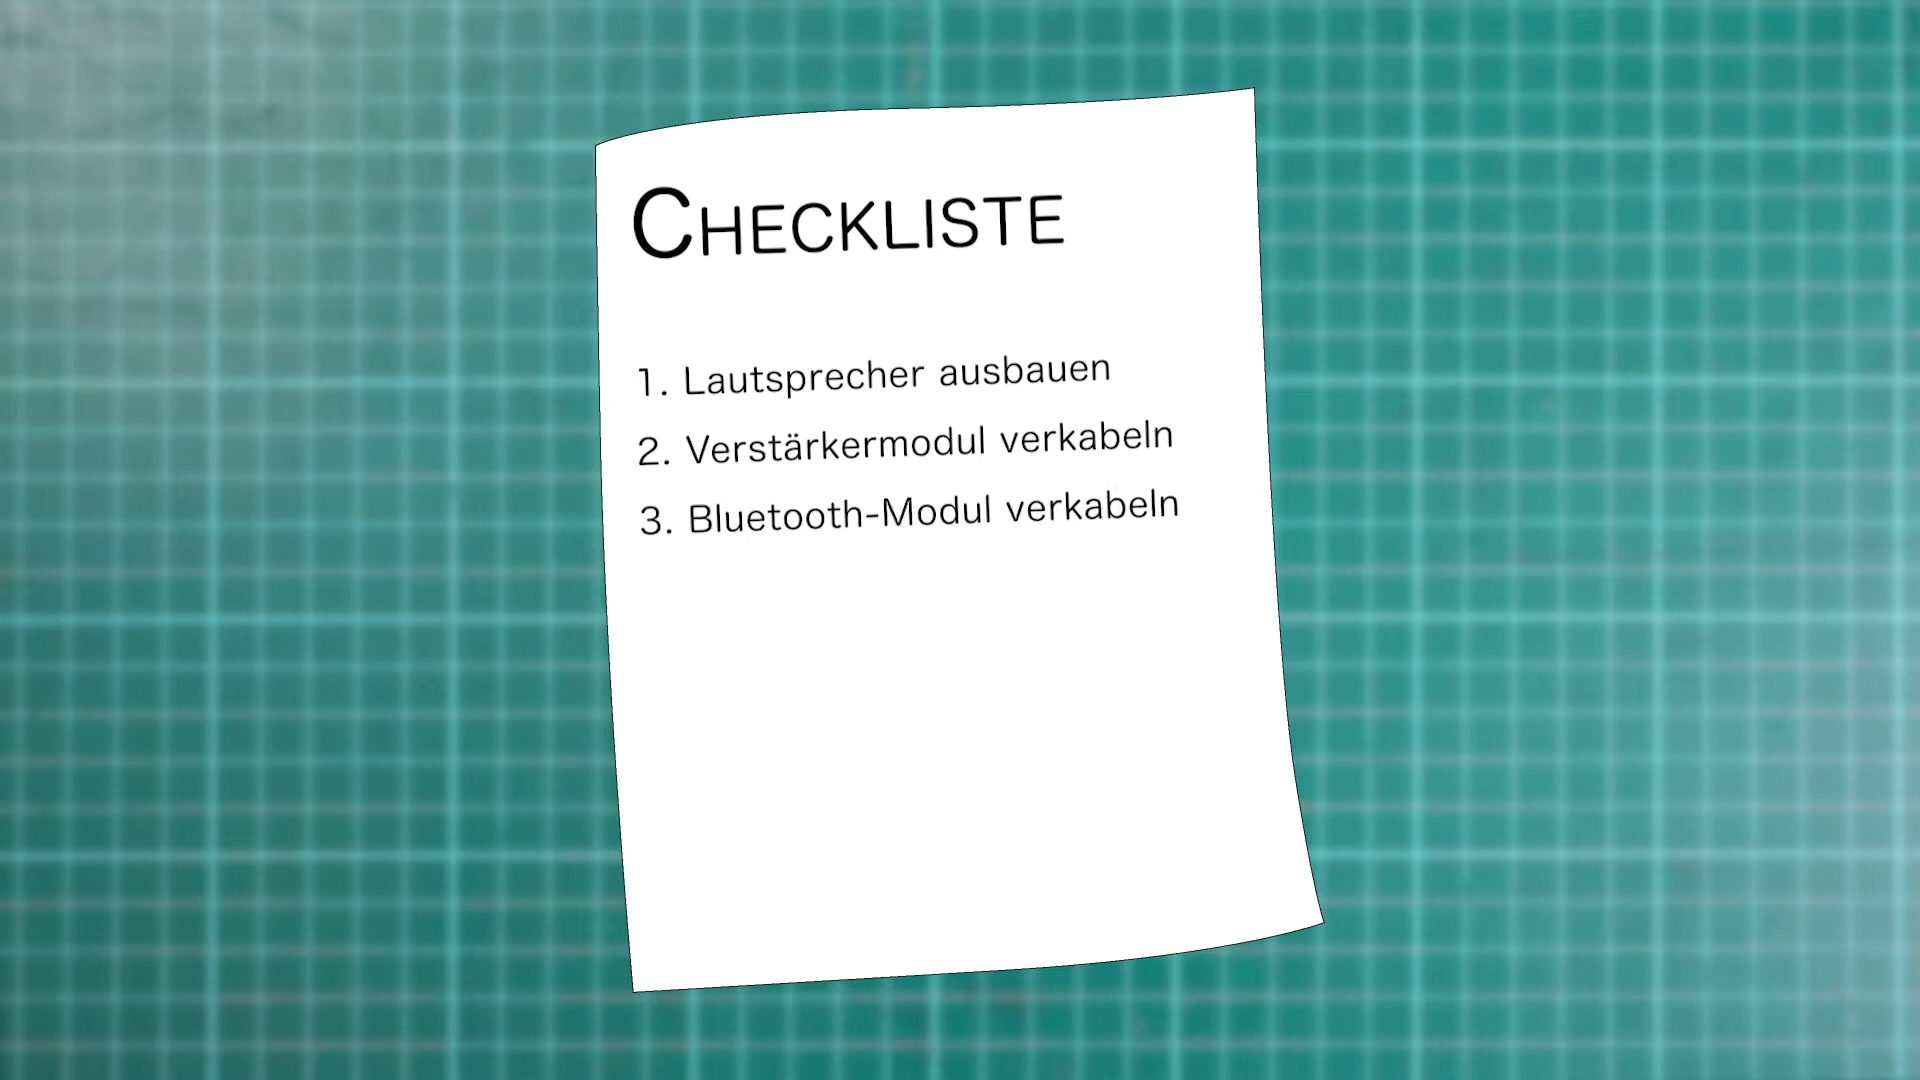 Checkliste
1. Lautsprecher ausbauen
2. Verstärkermodul verkabeln
3. Bluetooth-Modul verkabeln